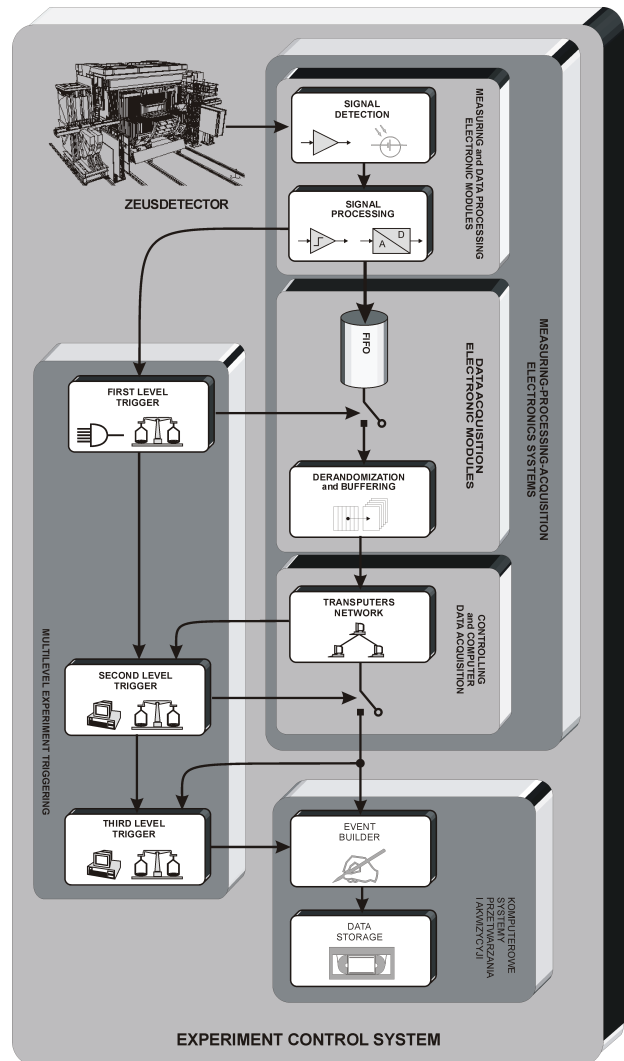 SIGNAL
DETECTION
MEASURING and DATA PROCESSING
ELECTRONIC MODULES
ZEUSDETECTOR
SIGNAL
PROCESSING
A
D
FIFO
DATA ACQUISITION
ELECTRONIC MODULES
MEASURING-PROCESSING-ACQUISITION
ELECTRONICS SYSTEMS
FIRST LEVEL
TRIGGER
DERANDOMIZATION
and BUFFERING
TRANSPUTERS
NETWORK
CONTROLLING
and COMPUTER
DATA ACQUISITION
MULTILEVEL EXPERIMENT TRIGGERING
SECOND LEVEL
TRIGGER
THIRD LEVEL
TRIGGER
EVENT
BUILDER
DATA
STORAGE
KOMPUTEROWE
SYSTEMY
PRZETWARZANIA
I AKWIZYCYJI
EXPERIMENT CONTROL SYSTEM